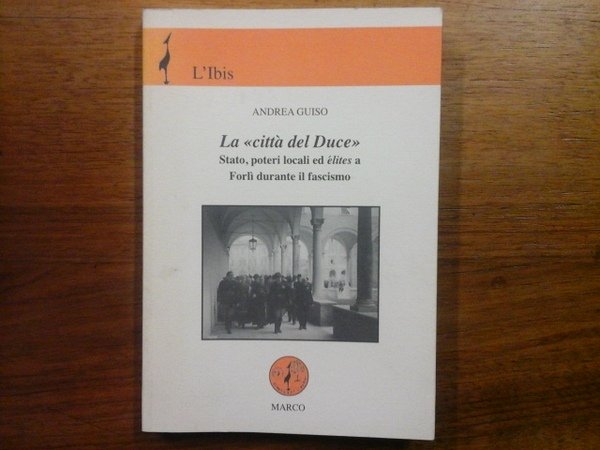 L'Ibis
ANDREA GUISO
La «città del Duce»
Stato, poteri locali ed élites a
Forlì durante il fascismo
MARCO